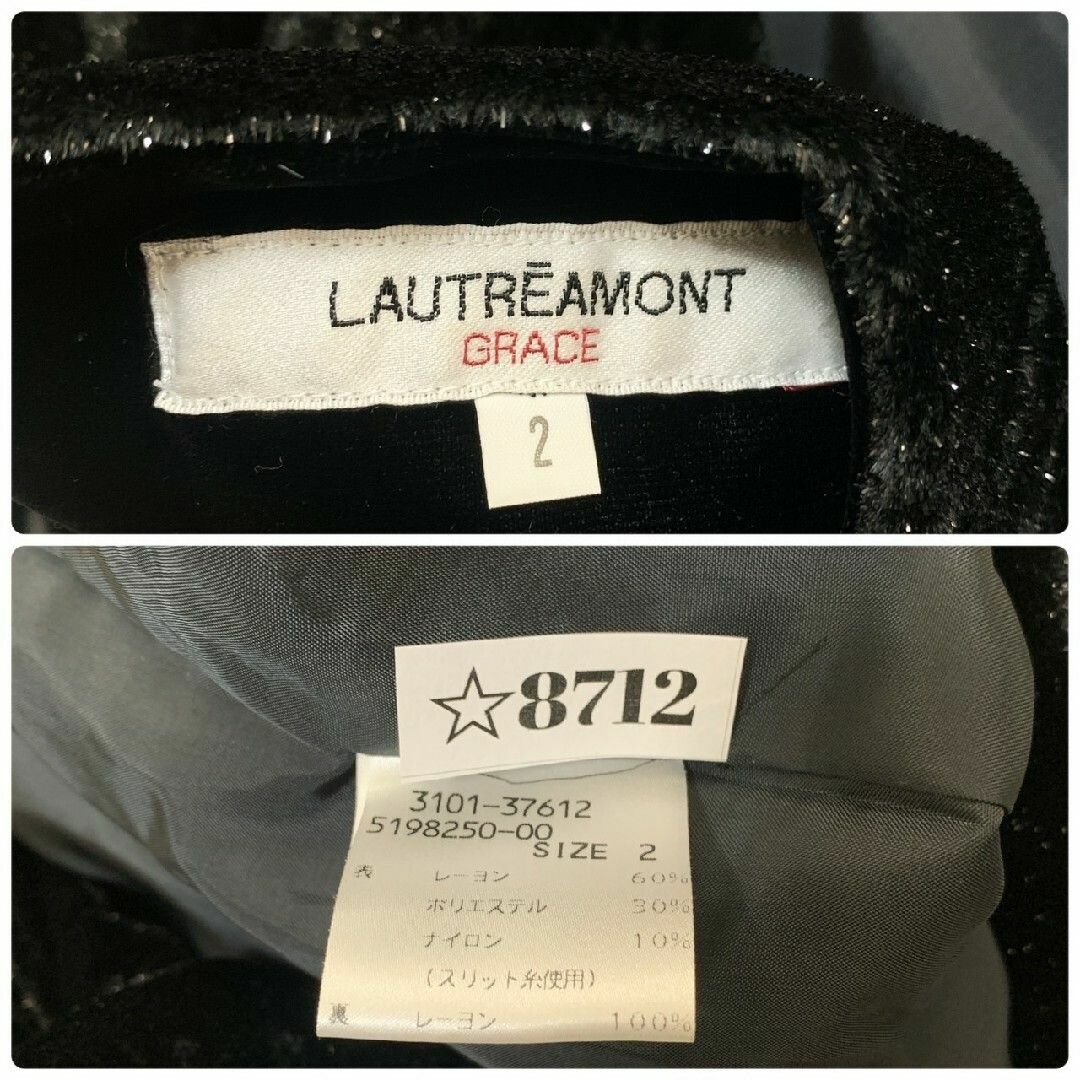 LAUTRĒAMONT
GRACE
2
☆8712
3101-37612
5198250-00
SIZE 2
表 レーヨン 60%
ポリエステル 30%
ナイロン 10%
(スリット糸使用)
裏 レーヨン 100%